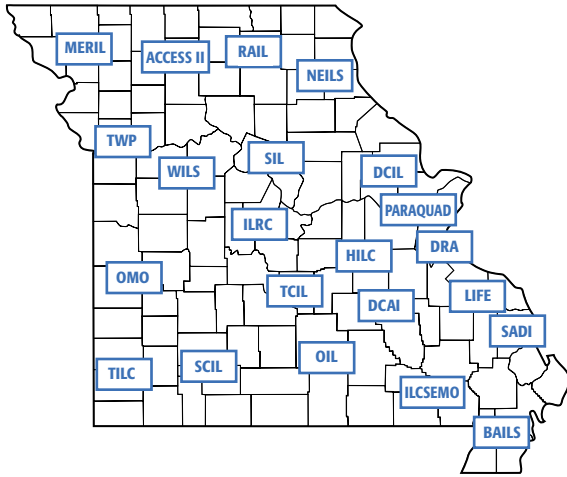 MERIL
ACCESS II
RAIL
NEILS
TWP
WILS
SIL
DCIL
PARAQUAD
ILRC
DRA
HILC
OMO
TCIL
LIFE
DCAI
SADI
OIL
SCIL
TILC
ILCSEMO
BAILS